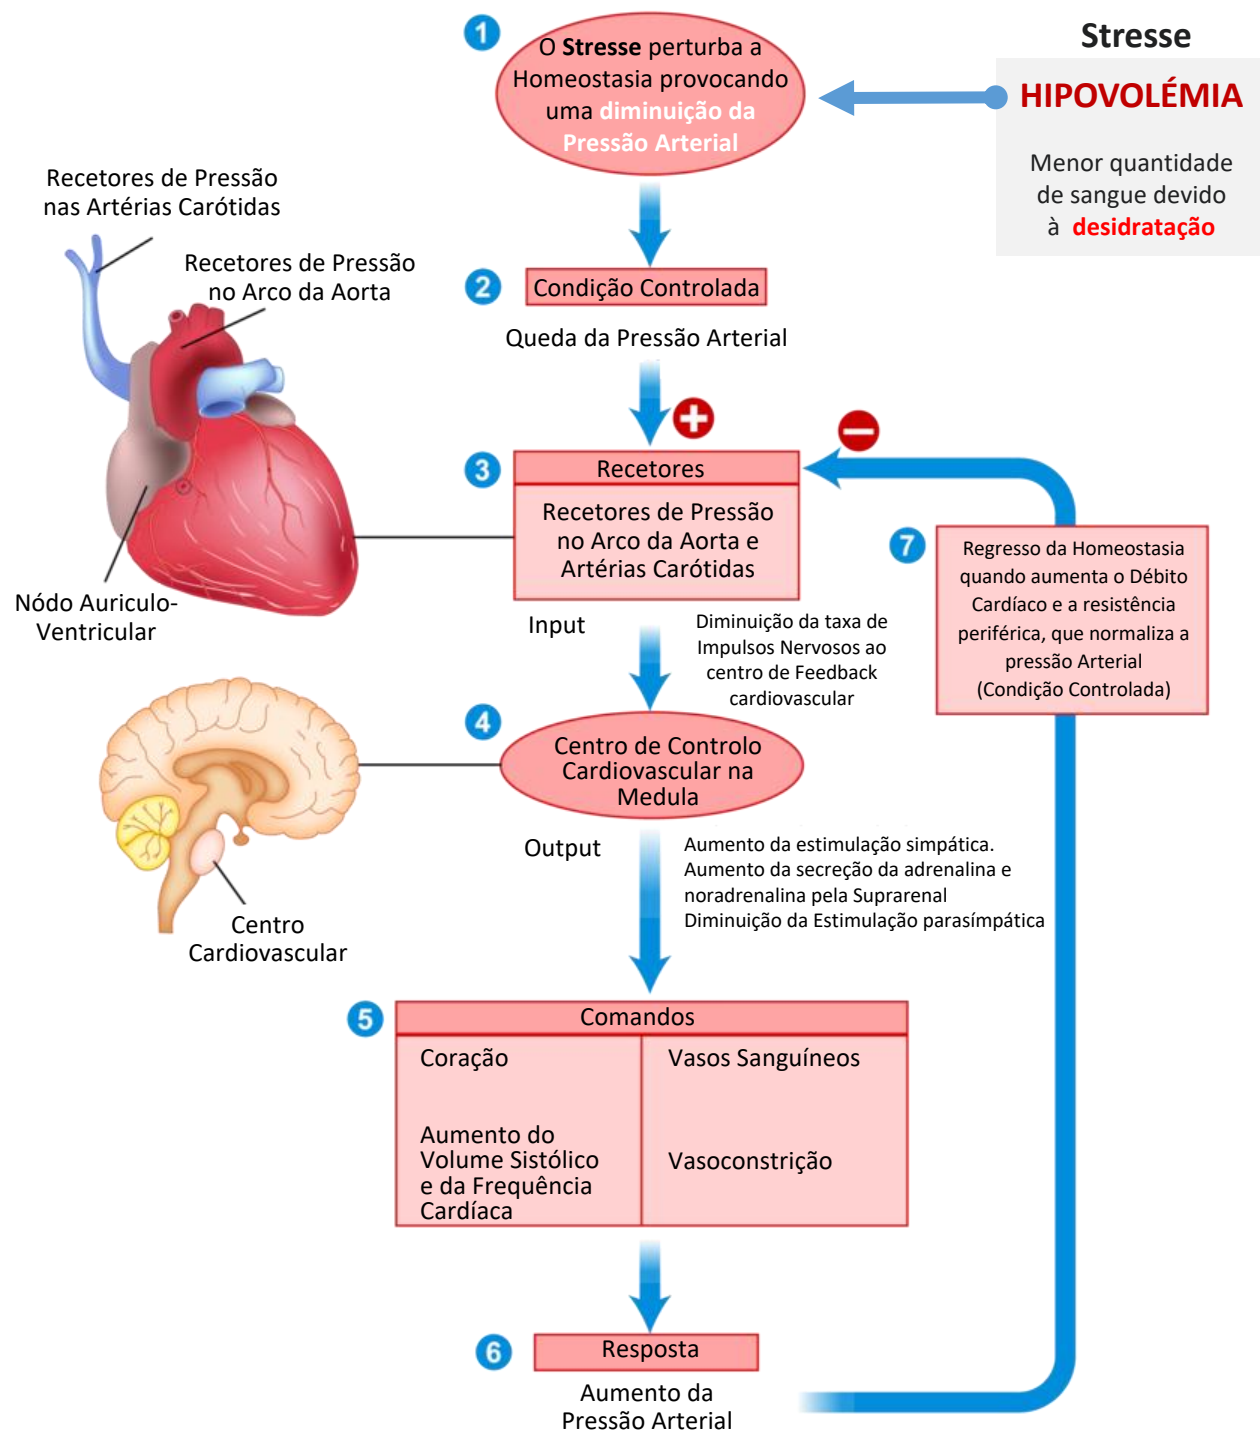 1
O Stresse perturba a
Homeostasia provocando
uma diminuição da
Pressão Arterial
Stresse
HIPOVOLÉMIA
Menor quantidade
de sangue devido
à desidratação
Recetores de Pressão
nas Artérias Carótidas
Recetores de Pressão
no Arco da Aorta
2
Condição Controlada
Queda da Pressão Arterial
+
−
3
Recetores
Recetores de Pressão
no Arco da Aorta e
Artérias Carótidas
7
Regresso da Homeostasia
quando aumenta o Débito
Cardíaco e a resistência
periférica, que normaliza a
pressão Arterial
(Condição Controlada)
Nódo Auriculo-
Ventricular
Input
Diminuição da taxa de
Impulsos Nervosos ao
centro de Feedback
cardiovascular
4
Centro de Controlo
Cardiovascular na
Medula
Output
Aumento da estimulação simpática.
Aumento da secreção da adrenalina e
noradrenalina pela Suprarenal
Diminuição da Estimulação parasímpática
Centro
Cardiovascular
5
Comandos
Coração
Vasos Sanguíneos
Aumento do
Volume Sistólico
e da Frequência
Cardíaca
Vasoconstrição
6
Resposta
Aumento da
Pressão Arterial